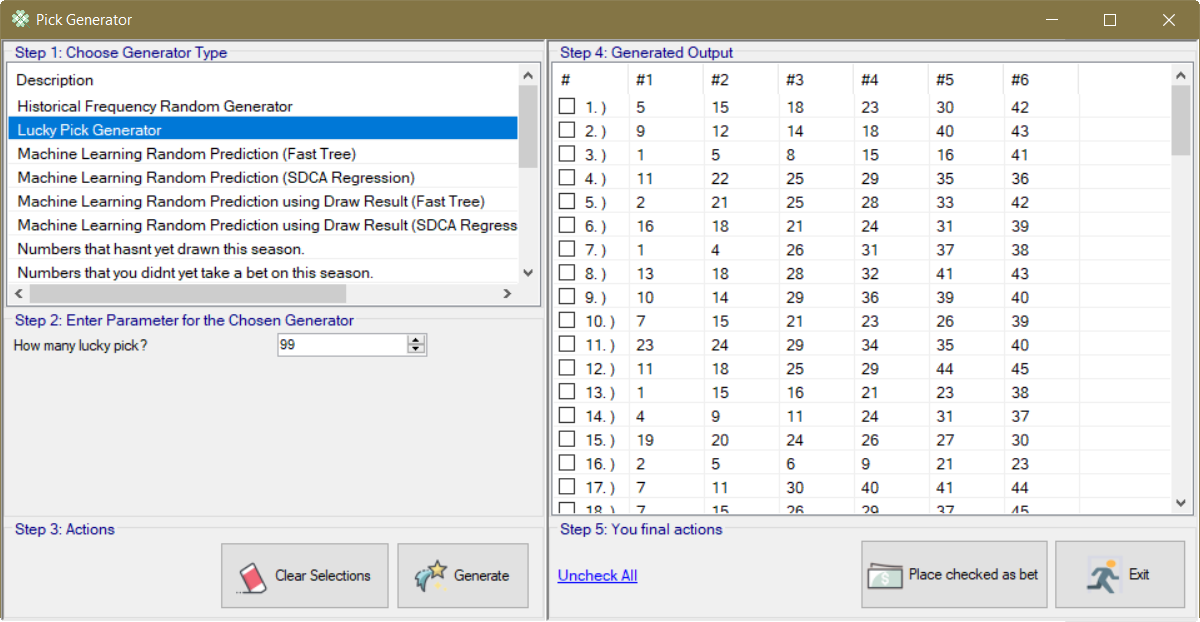 Pick Generator
Step 1: Choose Generator Type
Description
Historical Frequency Random Generator
Lucky Pick Generator
Machine Learning Random Prediction (Fast Tree)
Machine Learning Random Prediction (SDCA Regression)
Machine Learning Random Prediction using Draw Result (Fast Tree)
Machine Learning Random Prediction using Draw Result (SDCA Regress
Numbers that hasnt yet drawn this season.
Numbers that you didnt yet take a bet on this season.
Step 2: Enter Parameter for the Chosen Generator
How many lucky pick? 99
Step 3: Actions
Clear Selections Generate
Step 4: Generated Output
# #1 #2 #3 #4 #5 #6
1. ) 5 15 18 23 30 42
2. ) 9 12 14 18 40 43
3. ) 1 5 8 15 16 41
4. ) 11 22 25 29 35 36
5. ) 2 21 25 28 33 42
6. ) 16 18 21 24 31 39
7. ) 1 4 26 31 37 38
8. ) 13 18 28 32 41 43
9. ) 10 14 29 36 39 40
10. ) 7 15 21 23 26 39
11. ) 23 24 29 34 35 40
12. ) 11 18 25 29 44 45
13. ) 1 15 16 21 23 38
14. ) 4 9 11 24 31 37
15. ) 19 20 24 26 27 30
16. ) 2 5 6 9 21 23
17. ) 7 11 30 40 41 44
18. ) 7 15 26 29 37 45
Step 5: You final actions
Uncheck All Place checked as bet Exit